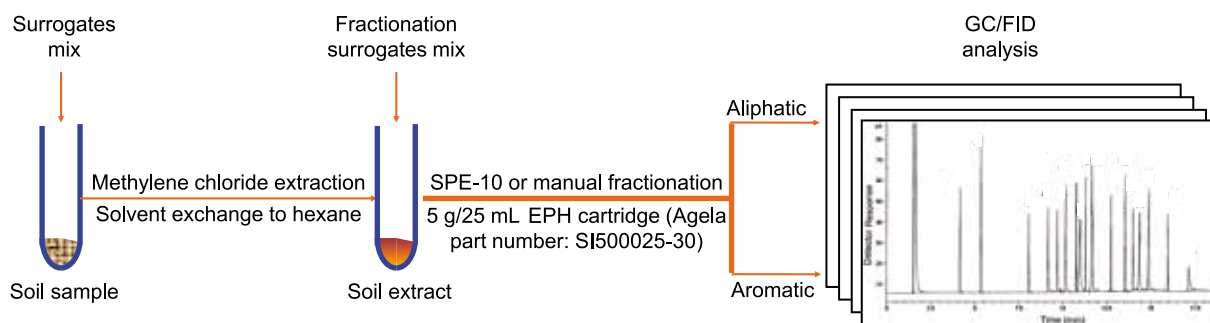 Surrogates
mix
Fractionation
surrogates mix
GC/FID
analysis
Aliphatic
Methylene chloride extraction
Solvent exchange to hexane
SPE-10 or manual fractionation
5 g/25 mL EPH cartridge (Agela
part number: SI500025-30)
Soil sample
Soil extract
Aromatic
Detector Response
Time (min)